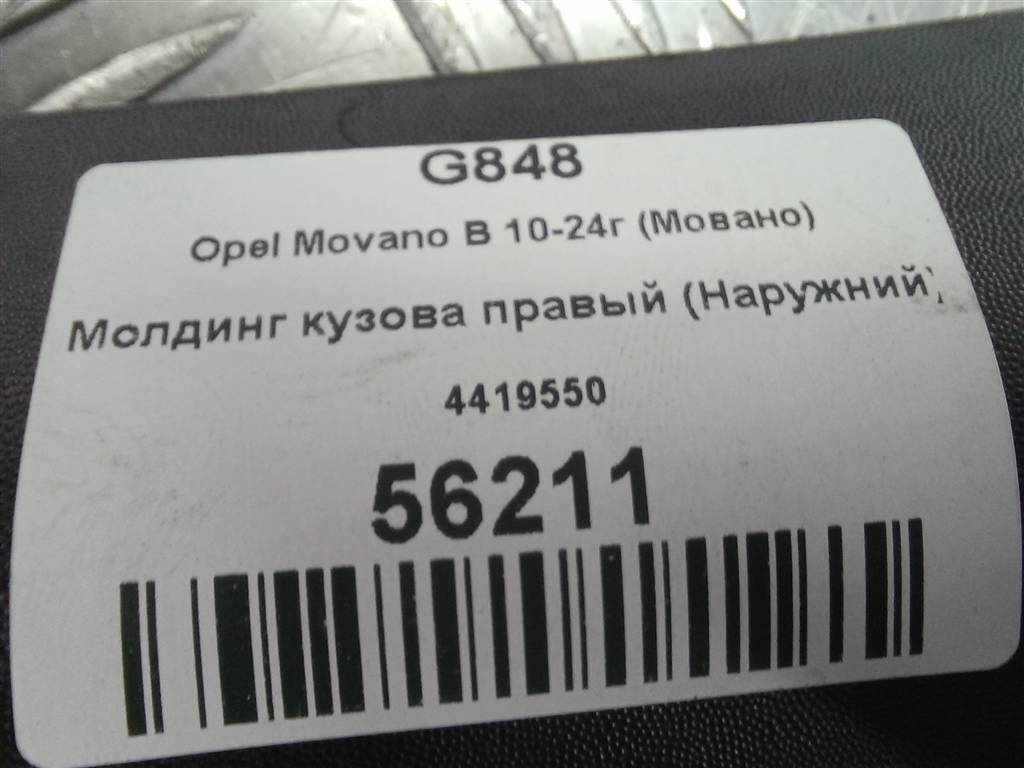 G848
Opel Movano B 10-24г (Мовано)
Молдинг кузова правый (Наружний)
4419550
56211